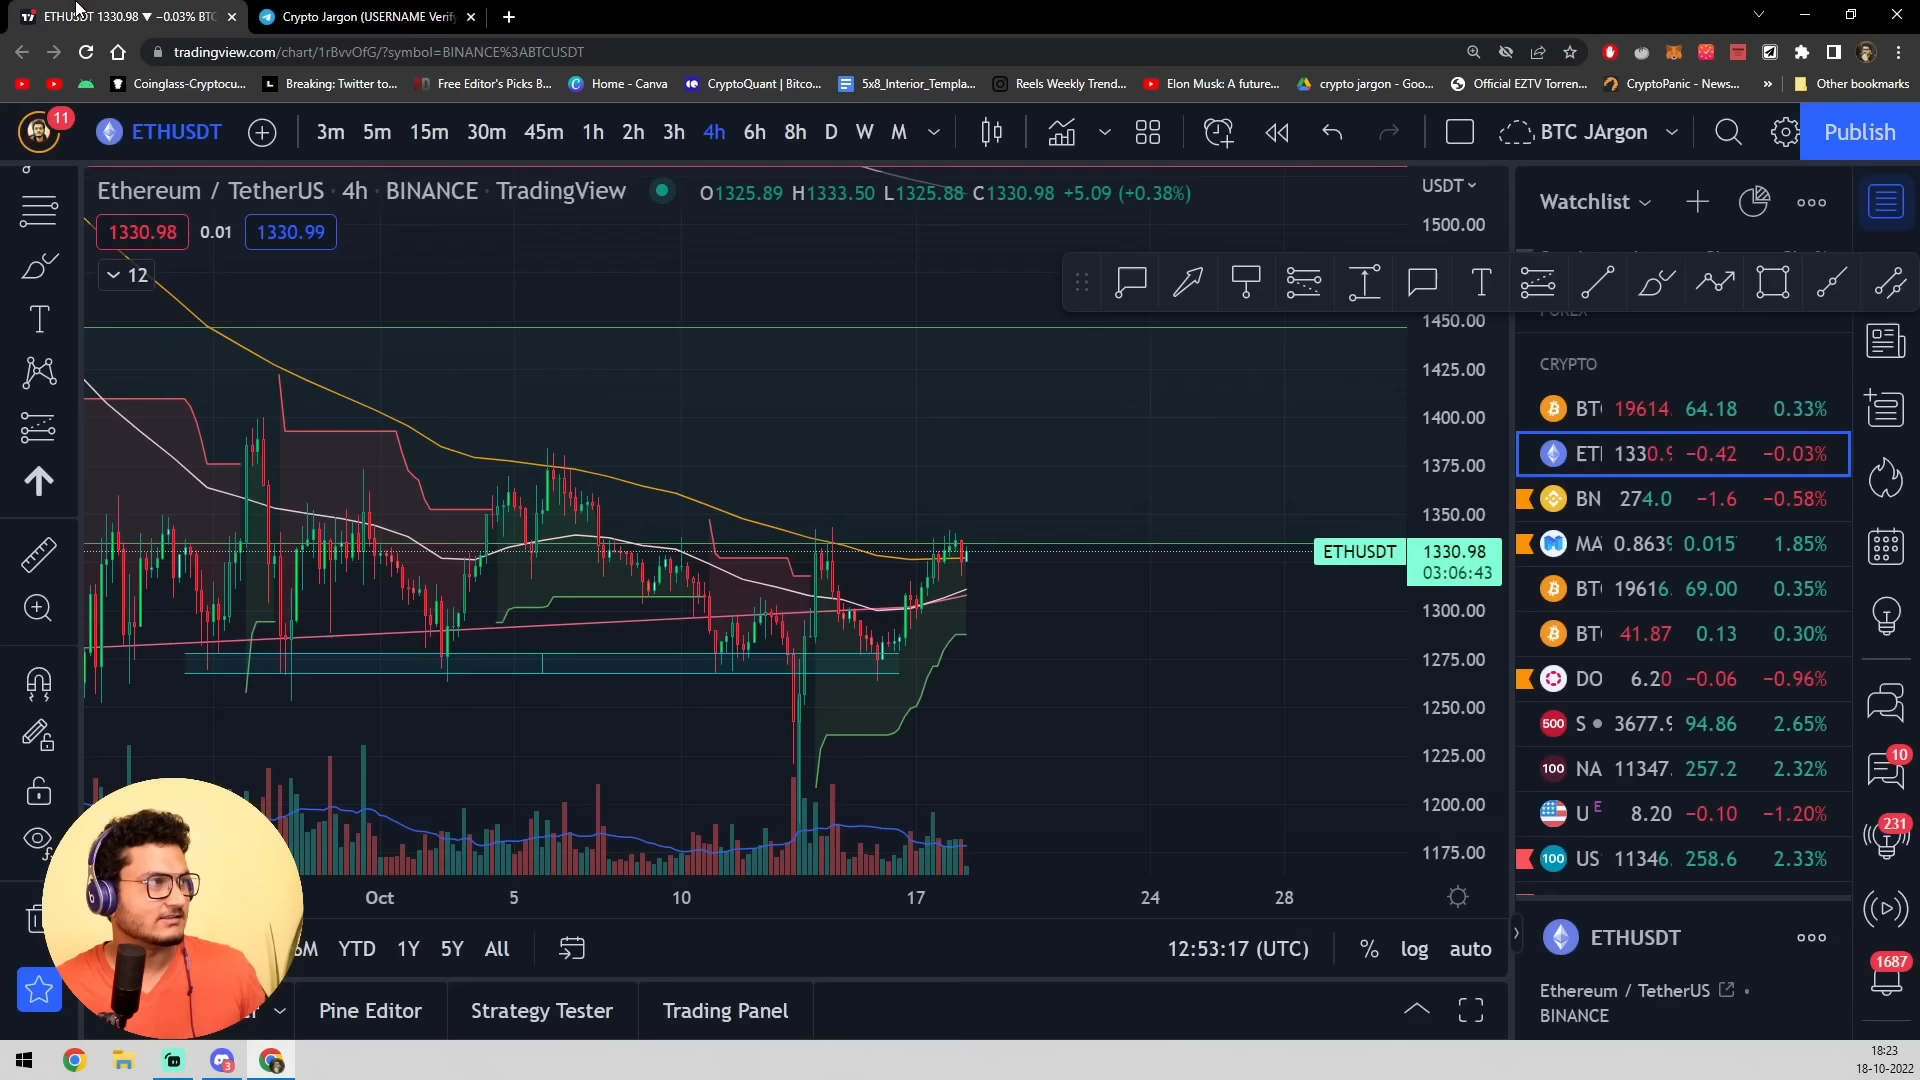 ETHUSDT 1330.98 ▼ −0.03% BTC
Crypto Jargon (USERNAME Verify
tradingview.com/chart/1rBvvOfG/?symbol=BINANCE%3ABTCUSDT
Coinglass-Cryptocu...
Breaking: Twitter to...
Free Editor's Picks B...
Home - Canva
CryptoQuant | Bitco...
5x8_Interior_Templa...
Reels Weekly Trend...
Elon Musk: A future...
crypto jargon - Goo...
Official EZTV Torren...
CryptoPanic - News...
»
Other bookmarks
11
ETHUSDT
3m 5m 15m 30m 45m 1h 2h 3h 4h 6h 8h D W M
BTC JArgon
Publish
Ethereum / TetherUS · 4h · BINANCE · TradingView
O1325.89 H1333.50 L1325.88 C1330.98 +5.09 (+0.38%)
1330.98 0.01 1330.99
12
USDT
1500.00
1450.00
1425.00
1400.00
1375.00
1350.00
ETHUSDT 1330.98
03:06:43
1300.00
1275.00
1250.00
1225.00
1200.00
1175.00
Oct 5 10 17 24 28
Watchlist
CRYPTO
19614. 64.18 0.33%
1330.9 −0.42 −0.03%
BN 274.0 −1.6 −0.58%
MA 0.863 0.015 1.85%
19616. 69.00 0.35%
41.87 0.13 0.30%
DO 6.20 −0.06 −0.96%
500 S 3677.9 94.86 2.65%
100 NA 11347. 257.2 2.32%
U E 8.20 −0.10 −1.20%
100 US 11346. 258.6 2.33%
10
231
1687
ETHUSDT
Ethereum / TetherUS
BINANCE
YTD 1Y 5Y All
12:53:17 (UTC)
% log auto
Pine Editor
Strategy Tester
Trading Panel
3
18:23
18-10-2022